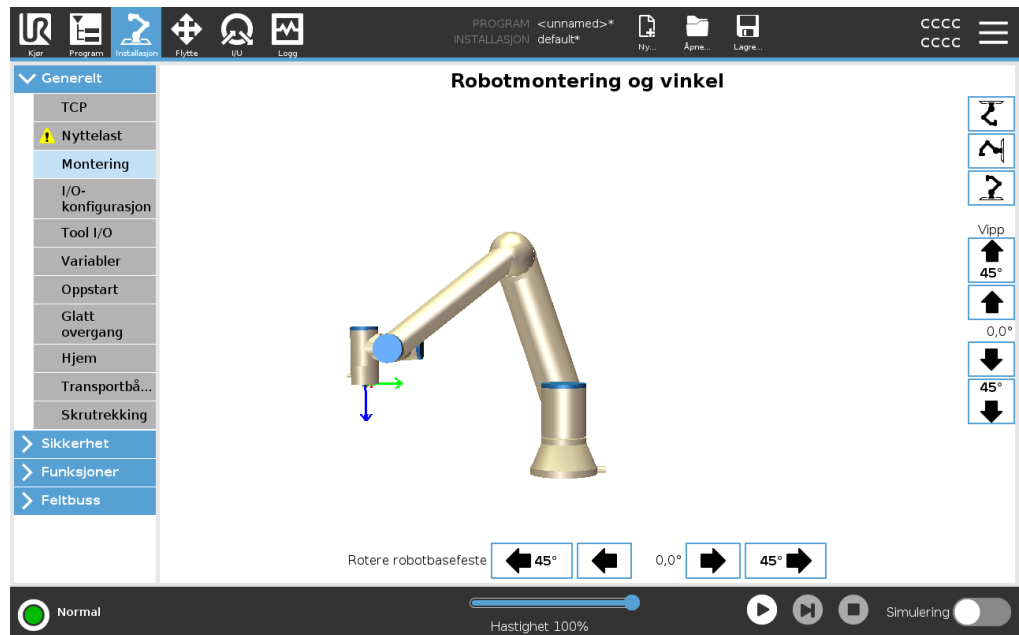 UR
PROGRAM <unnamed>*
INSTALLASJON default*
Kjør
Program
Installasjon
Flytte
I/U
Logg
Ny...
Åpne...
Lagre...
CCCC
CCCC
Generelt
TCP
Nyttelast
Montering
I/O-
konfigurasjon
Tool I/O
Variabler
Oppstart
Glatt
overgang
Hjem
Transportbå...
Skrutrekking
Sikkerhet
Funksjoner
Feltbuss
Robotmontering og vinkel
Vipp
45°
0,0°
45°
Rotere robotbasefeste
45°
0,0°
45°
Normal
Hastighet 100%
Simulering